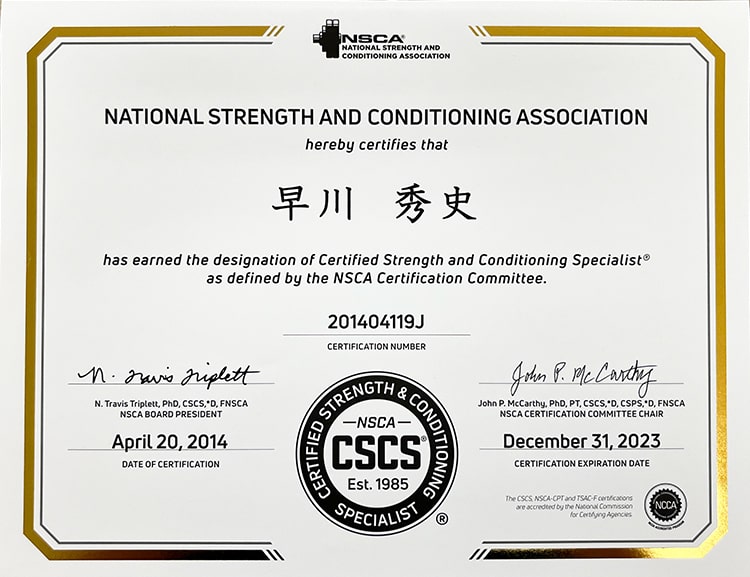 NSCA®
NATIONAL STRENGTH AND
CONDITIONING ASSOCIATION
NATIONAL STRENGTH AND CONDITIONING ASSOCIATION
hereby certifies that
早川 秀史
has earned the designation of Certified Strength and Conditioning Specialist®
as defined by the NSCA Certification Committee.
201404119J
CERTIFICATION NUMBER
N. Travis Triplett
N. Travis Triplett, PhD, CSCS,*D, FNSCA
NSCA BOARD PRESIDENT
April 20, 2014
DATE OF CERTIFICATION
CERTIFIED STRENGTH & CONDITIONING
NSCA
CSCS®
Est. 1985
SPECIALIST
®
John P. McCarthy
John P. McCarthy, PhD, PT, CSCS,*D, CSPS,*D, FNSCA
NSCA CERTIFICATION COMMITTEE CHAIR
December 31, 2023
CERTIFICATION EXPIRATION DATE
The CSCS, NSCA-CPT and TSAC-F certifications
are accredited by the National Commission
for Certifying Agencies.
NCCA